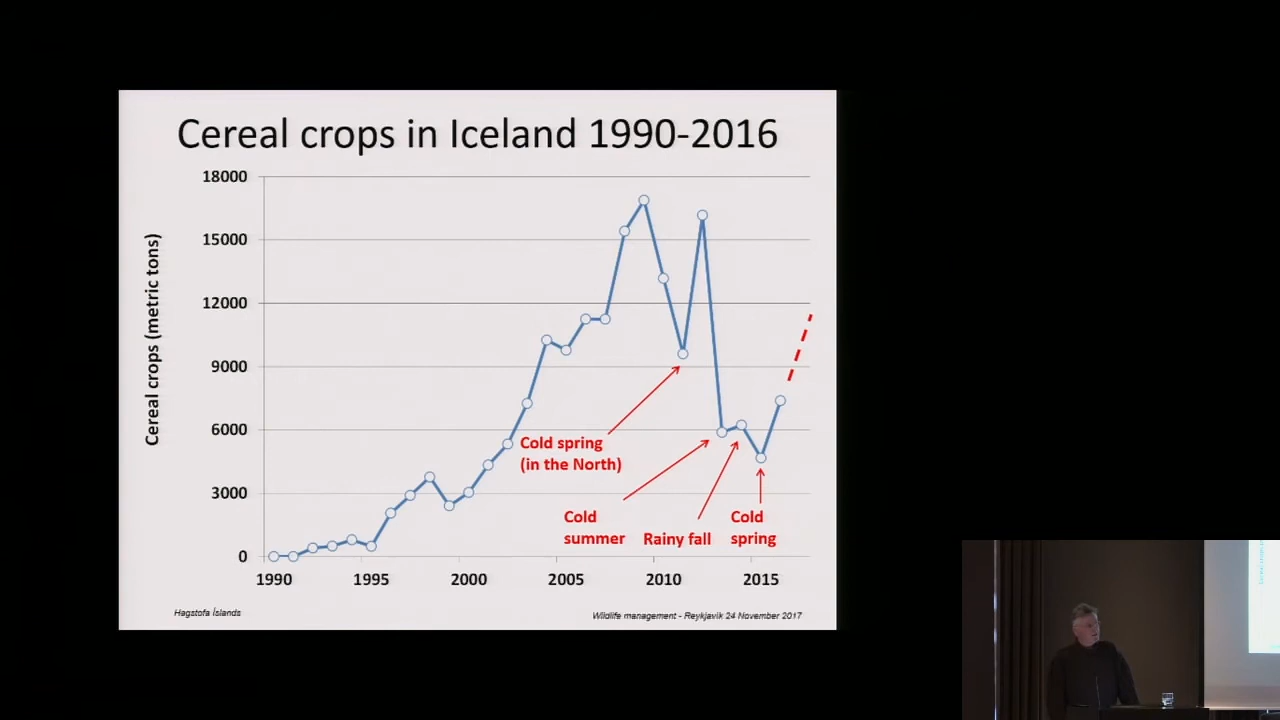 Cereal crops in Iceland 1990-2016
Cereal crops (metric tons)
18000
15000
12000
9000
6000
3000
0
Cold spring
(in the North)
Cold
summer
Rainy fall
Cold
spring
1990
1995
2000
2005
2010
2015
Hagstofa Íslands
Wildlife management - Reykjavik 24 November 2017